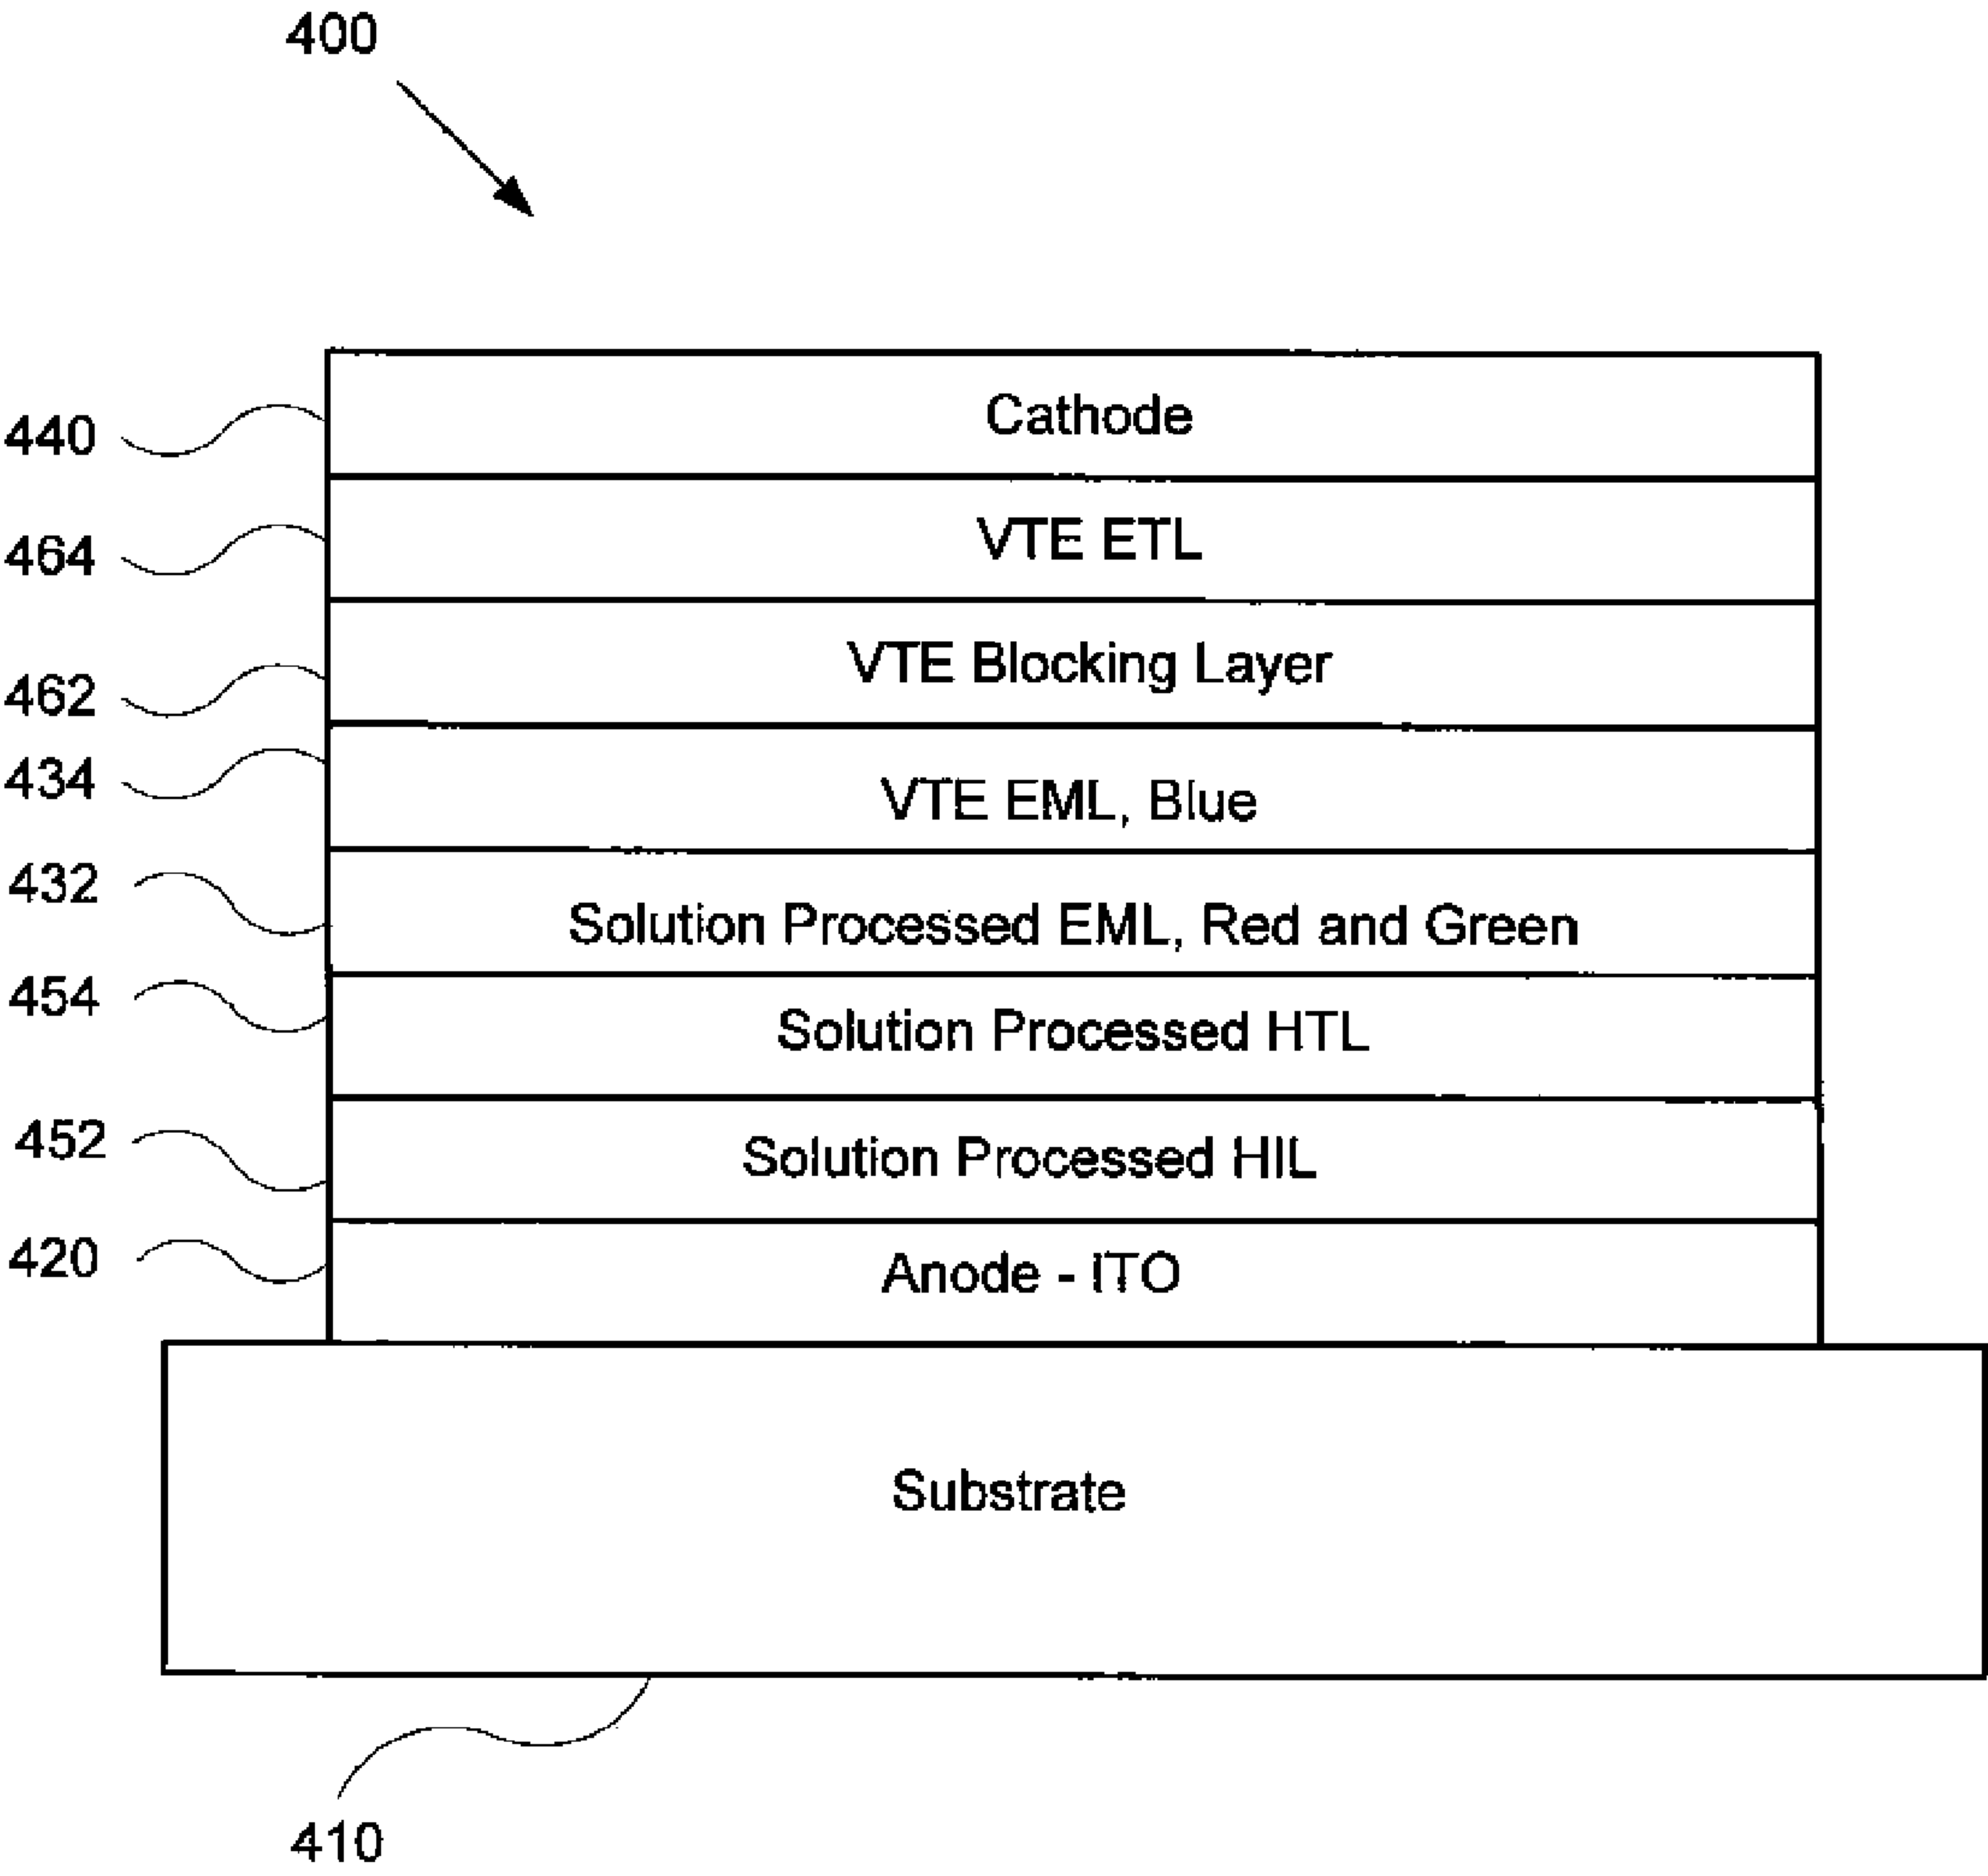 400
440
Cathode
464
VTE ETL
462
VTE Blocking Layer
434
VTE EML, Blue
432
Solution Processed EML, Red and Green
454
Solution Processed HTL
452
Solution Processed HIL
420
Anode - ITO
Substrate
410